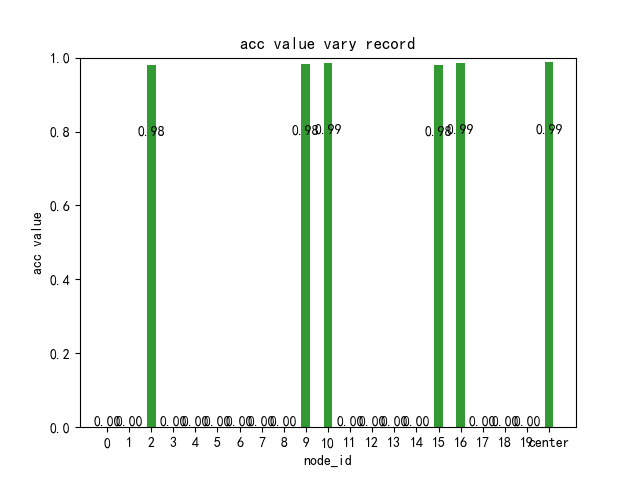 acc value vary record
acc value
1.0
0.8
0.6
0.4
0.2
0.0
0.98 0.98 0.99 0.98 0.99 0.99
0.00 0.00 0.00 0.00 0.00 0.00 0.00 0.00 0.00 0.00 0.00 0.00 0.00 0.00 0.00
0 1 2 3 4 5 6 7 8 9 10 11 12 13 14 15 16 17 18 19 center
node_id